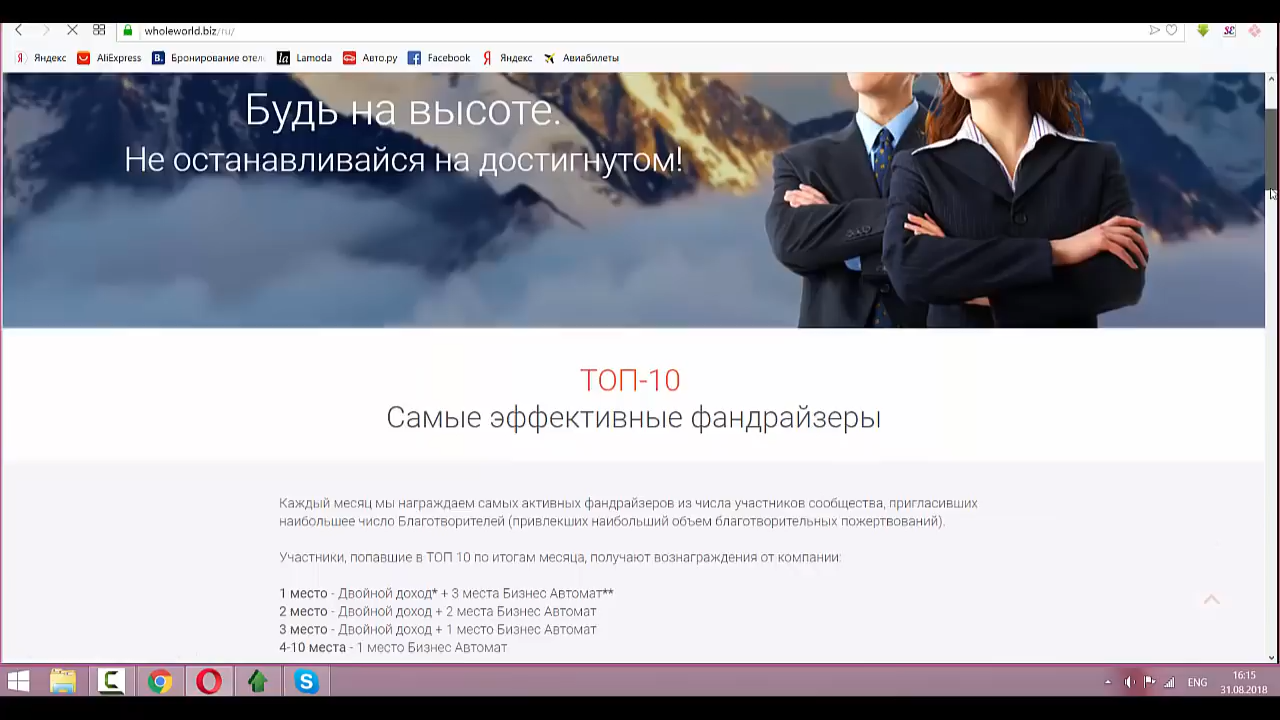 wholeworld.biz/ru/
Яндекс AliExpress Бронирование отел Lamoda Авто.ру Facebook Яндекс Авиабилеты
Будь на высоте.
Не останавливайся на достигнутом!
ТОП-10
Самые эффективные фандрайзеры
Каждый месяц мы награждаем самых активных фандрайзеров из числа участников сообщества, пригласивших
наибольшее число Благотворителей (привлекших наибольший объем благотворительных пожертвований).
Участники, попавшие в ТОП 10 по итогам месяца, получают вознаграждения от компании:
1 место - Двойной доход* + 3 места Бизнес Автомат**
2 место - Двойной доход + 2 места Бизнес Автомат
3 место - Двойной доход + 1 место Бизнес Автомат
4-10 места - 1 место Бизнес Автомат
ENG
16:15
31.08.2018